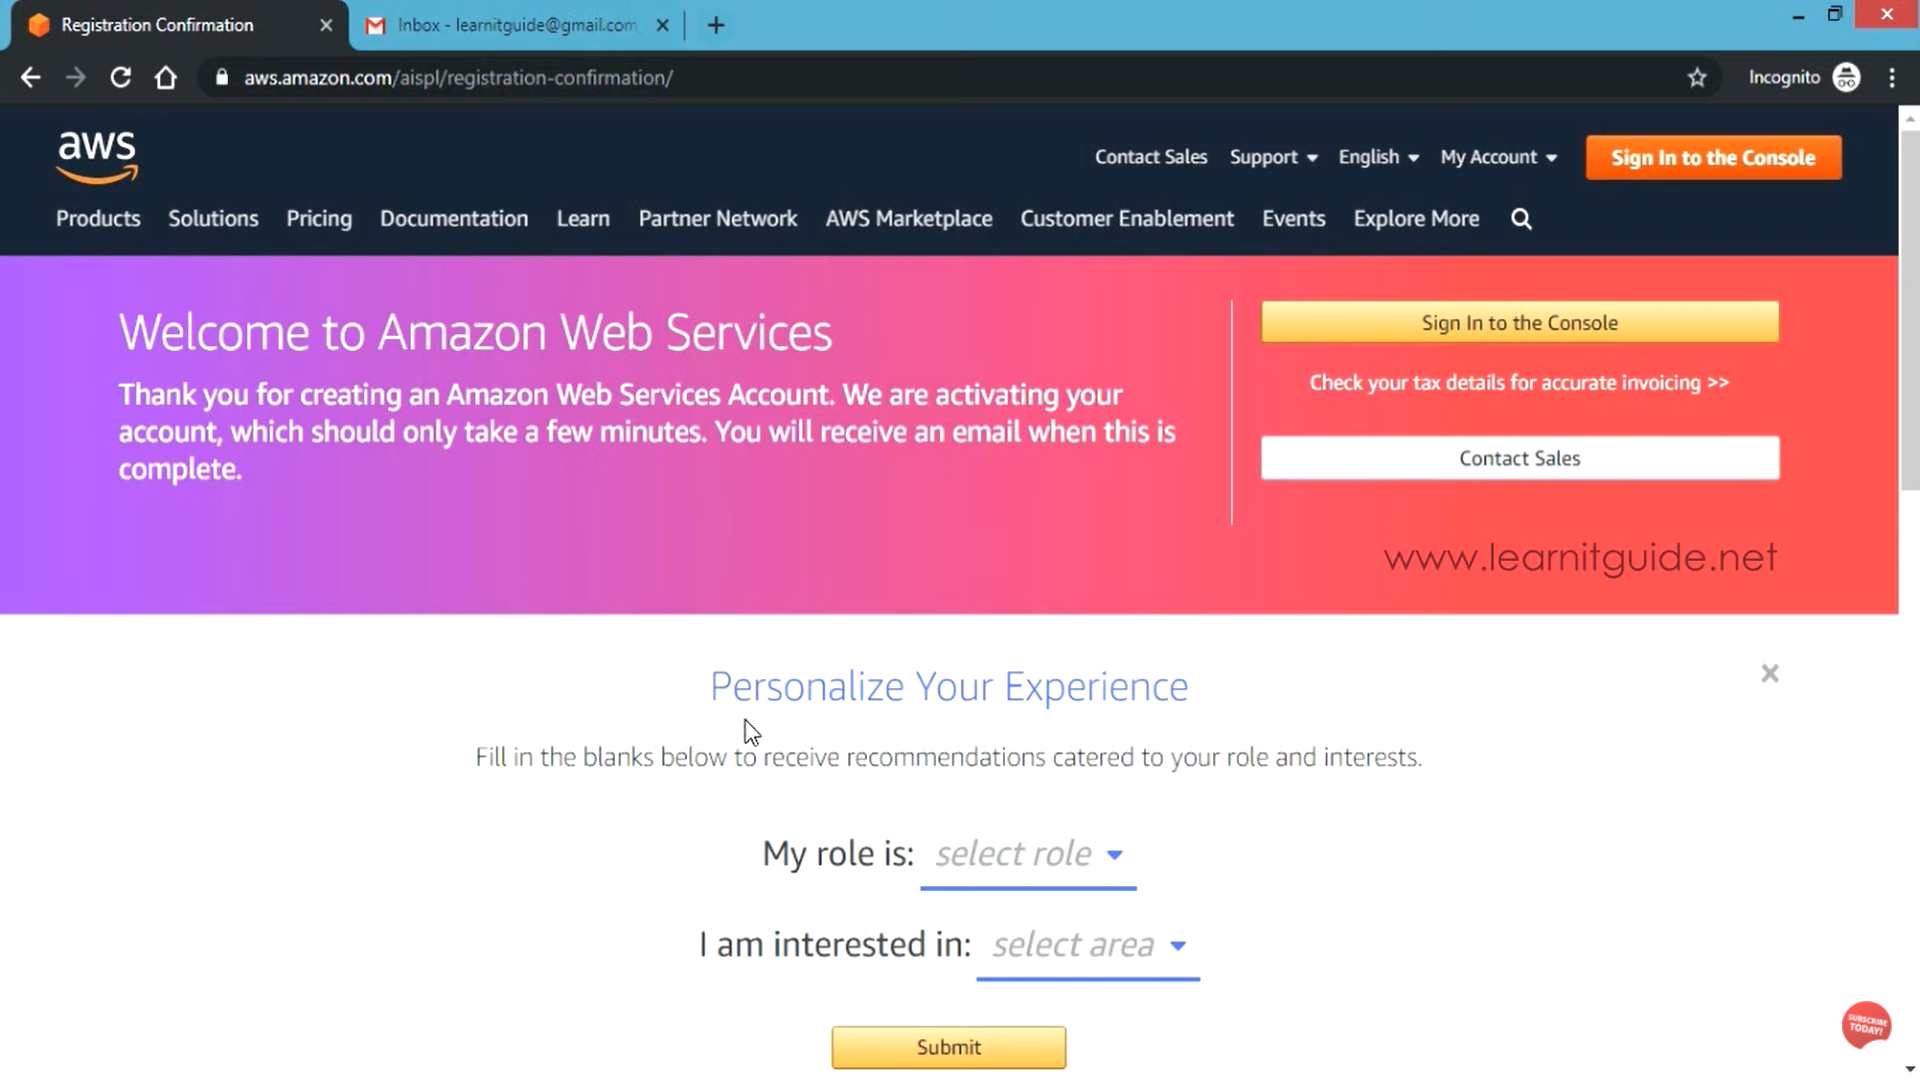 Registration Confirmation
Inbox - learnitguide@gmail.com
aws.amazon.com/aispl/registration-confirmation/
Incognito
aws
Contact Sales Support English My Account Sign In to the Console
Products Solutions Pricing Documentation Learn Partner Network AWS Marketplace Customer Enablement Events Explore More
Welcome to Amazon Web Services
Thank you for creating an Amazon Web Services Account. We are activating your
account, which should only take a few minutes. You will receive an email when this is
complete.
Sign In to the Console
Check your tax details for accurate invoicing >>
Contact Sales
www.learnitguide.net
Personalize Your Experience
Fill in the blanks below to receive recommendations catered to your role and interests.
My role is: select role
I am interested in: select area
Submit
SUBSCRIBE
TODAY!